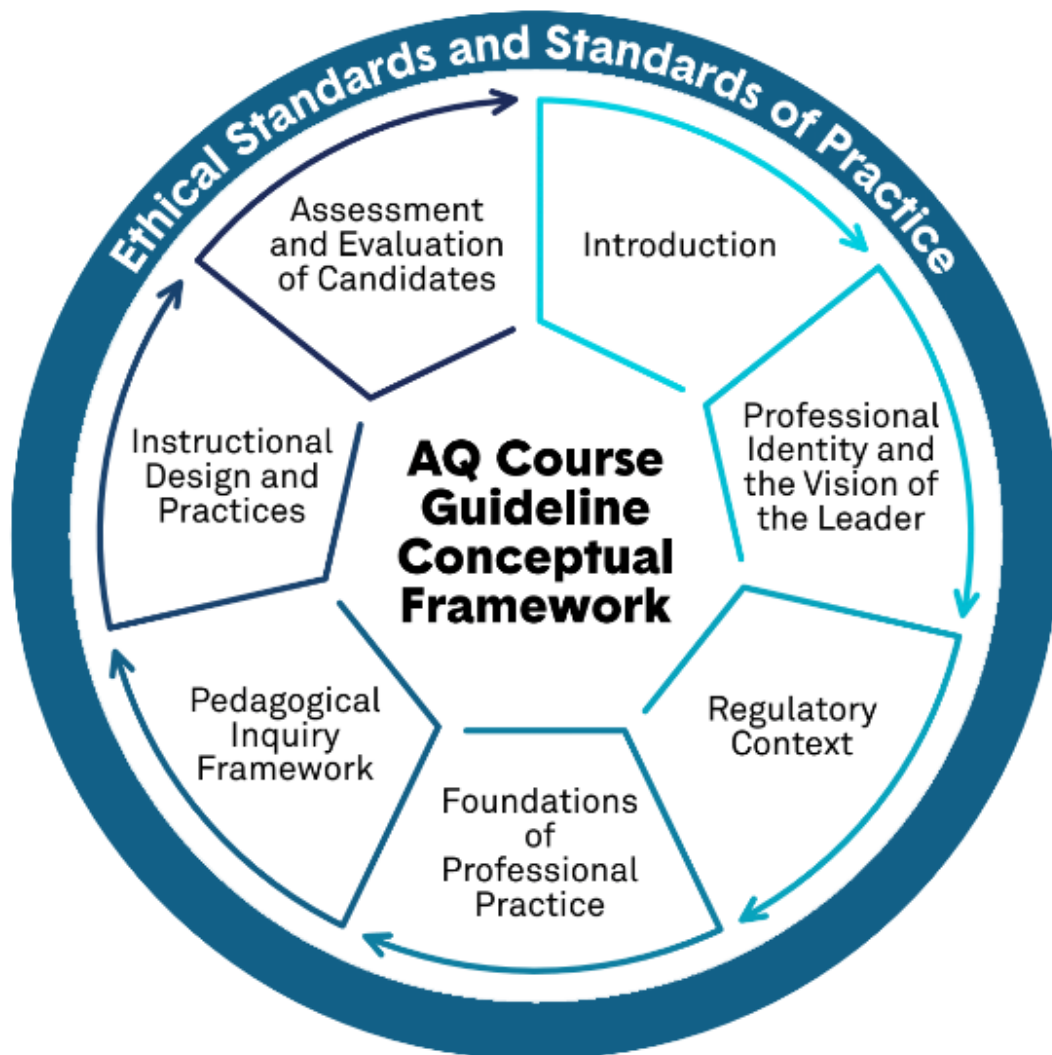 Ethical Standards and Standards of Practice
Assessment
and Evaluation
of Candidates
Introduction
Professional
Identity and
the Vision of
the Leader
Regulatory
Context
Foundations
of
Professional
Practice
Pedagogical
Inquiry
Framework
Instructional
Design and
Practices
AQ Course
Guideline
Conceptual
Framework